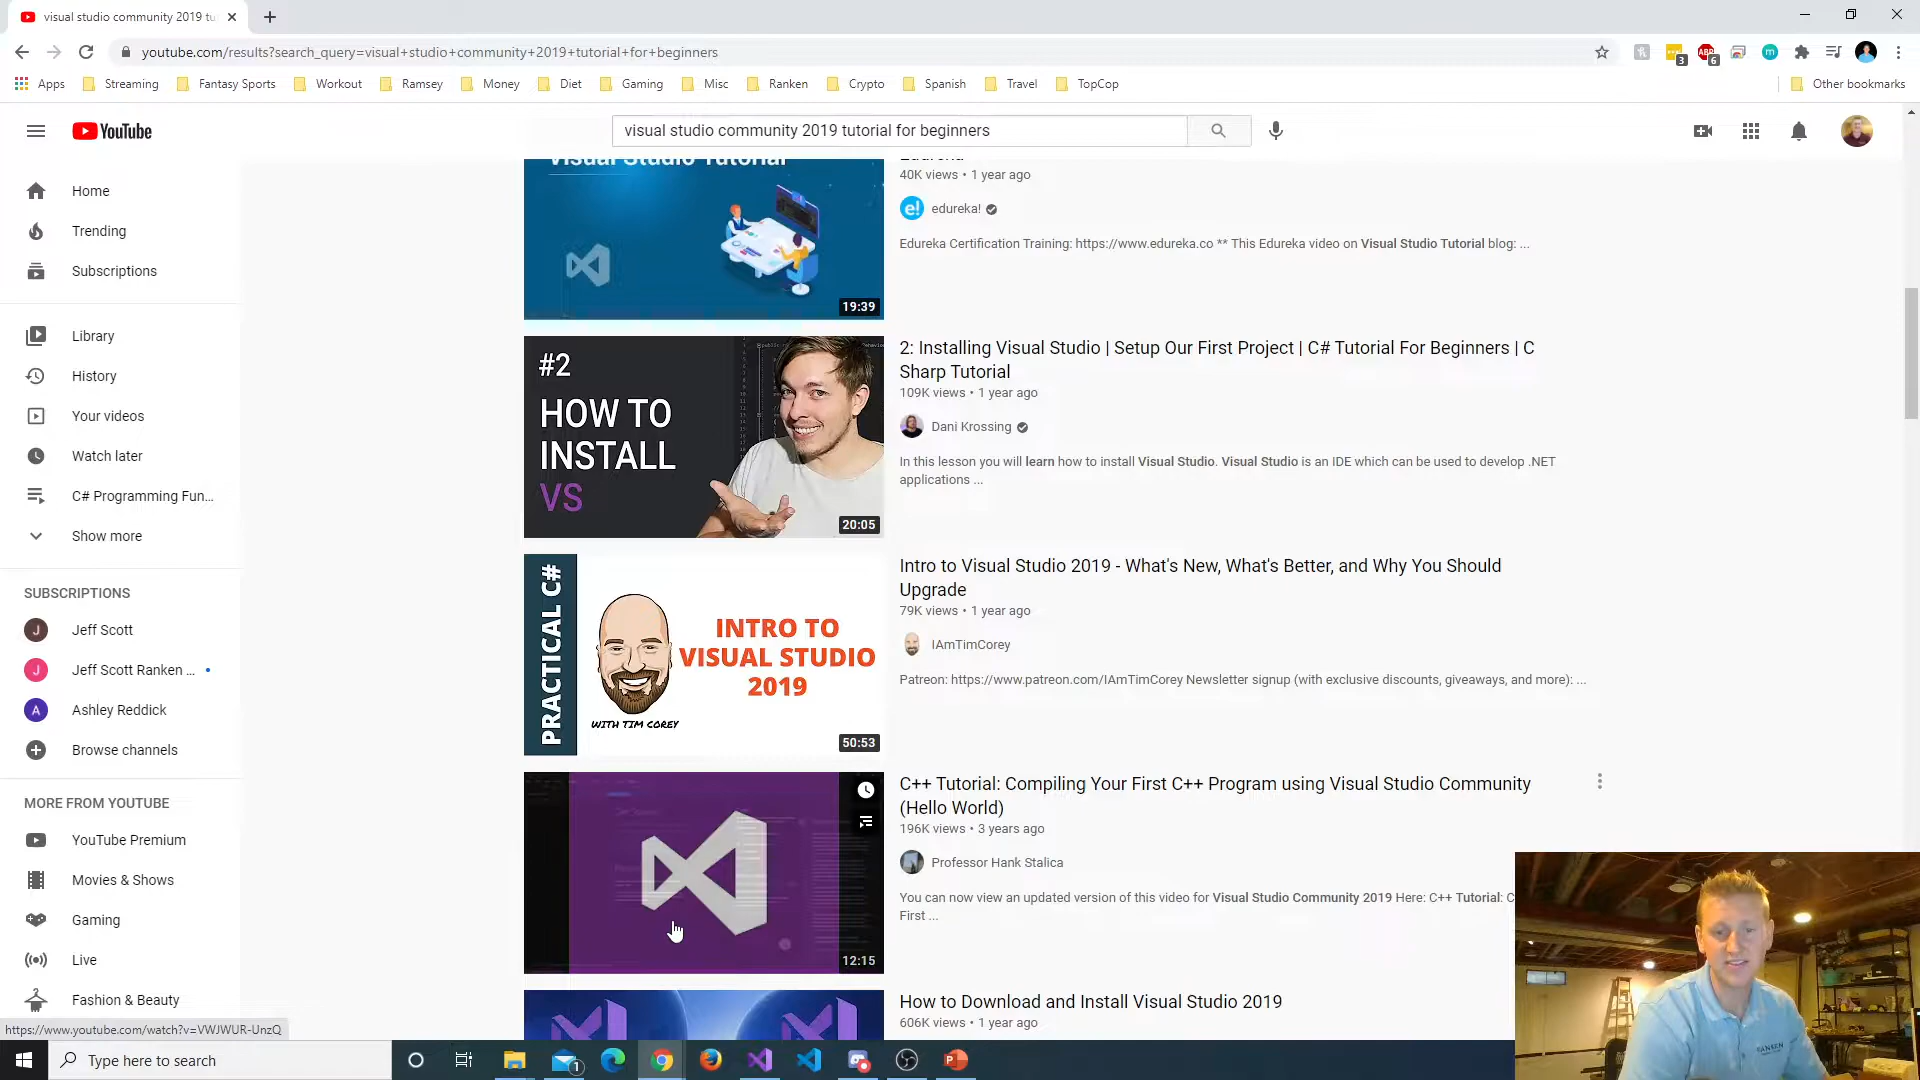 visual studio community 2019 tu
youtube.com/results?search_query=visual+studio+community+2019+tutorial+for+beginners
3
ABP
6
m
Apps
Streaming
Fantasy Sports
Workout
Ramsey
Money
Diet
Gaming
Misc
Ranken
Crypto
Spanish
Travel
TopCop
Other bookmarks
YouTube
visual studio community 2019 tutorial for beginners
Home
Trending
Subscriptions
Library
History
Your videos
Watch later
C# Programming Fun...
Show more
SUBSCRIPTIONS
J
Jeff Scott
J
Jeff Scott Ranken ...
A
Ashley Reddick
Browse channels
MORE FROM YOUTUBE
YouTube Premium
Movies & Shows
Gaming
Live
Fashion & Beauty
https://www.youtube.com/watch?v=VWJWUR-UnzQ
Visual Studio Tutorial
19:39
Edureka
40K views • 1 year ago
e!
edureka!
Edureka Certification Training: https://www.edureka.co ** This Edureka video on Visual Studio Tutorial blog: ...
#2
HOW TO
INSTALL
VS
20:05
2: Installing Visual Studio | Setup Our First Project | C# Tutorial For Beginners | C
Sharp Tutorial
109K views • 1 year ago
Dani Krossing
In this lesson you will learn how to install Visual Studio. Visual Studio is an IDE which can be used to develop .NET
applications ...
PRACTICAL C#
INTRO TO
VISUAL STUDIO
2019
WITH TIM COREY
50:53
Intro to Visual Studio 2019 - What's New, What's Better, and Why You Should
Upgrade
79K views • 1 year ago
IAmTimCorey
Patreon: https://www.patreon.com/IAmTimCorey Newsletter signup (with exclusive discounts, giveaways, and more): ...
12:15
C++ Tutorial: Compiling Your First C++ Program using Visual Studio Community
(Hello World)
196K views • 3 years ago
Professor Hank Stalica
You can now view an updated version of this video for Visual Studio Community 2019 Here: C++ Tutorial: C
First ...
How to Download and Install Visual Studio 2019
606K views • 1 year ago
Type here to search
1
RANKEN